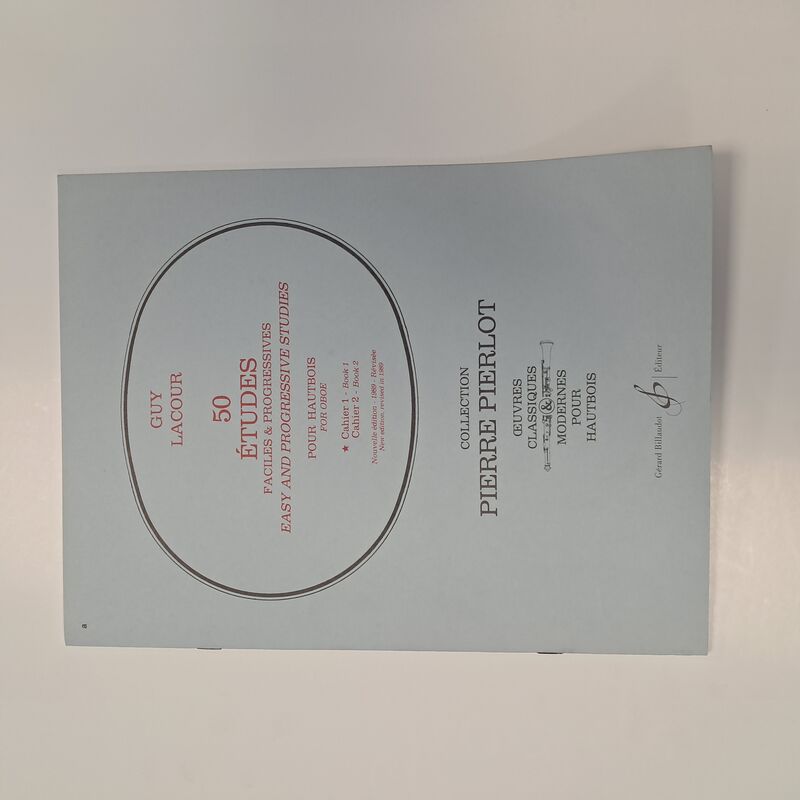 a
GUY
LACOUR
50
ÉTUDES
FACILES & PROGRESSIVES
EASY AND PROGRESSIVE STUDIES
POUR HAUTBOIS
FOR OBOE
★ Cahier 1 - Book 1
Cahier 2 - Book 2
Nouvelle édition - 1989 - Révisée
New edition, revised in 1989
COLLECTION
PIERRE PIERLOT
ŒUVRES
CLASSIQUES
&
MODERNES
POUR
HAUTBOIS
Gérard Billaudot Éditeur